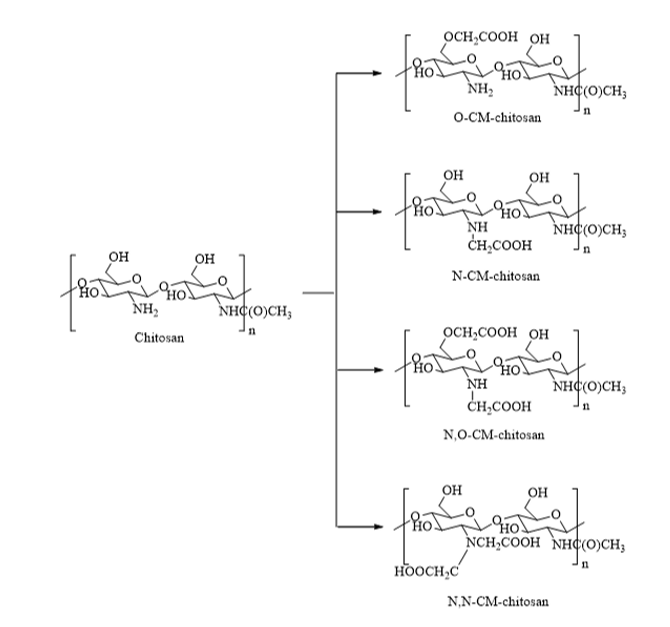 OCH₂COOH OH
O O O O
HO HO
NH₂ NHC(O)CH₃
n
O-CM-chitosan
OH OH
O O O O
HO HO
NH NHC(O)CH₃
CH₂COOH n
N-CM-chitosan
OH OH
O O O O
HO HO
NH₂ NHC(O)CH₃
n
Chitosan
OCH₂COOH OH
O O O O
HO HO
NH NHC(O)CH₃
CH₂COOH n
N,O-CM-chitosan
OH OH
O O O O
HO HO
NCH₂COOH NHC(O)CH₃
HOOCH₂C n
N,N-CM-chitosan